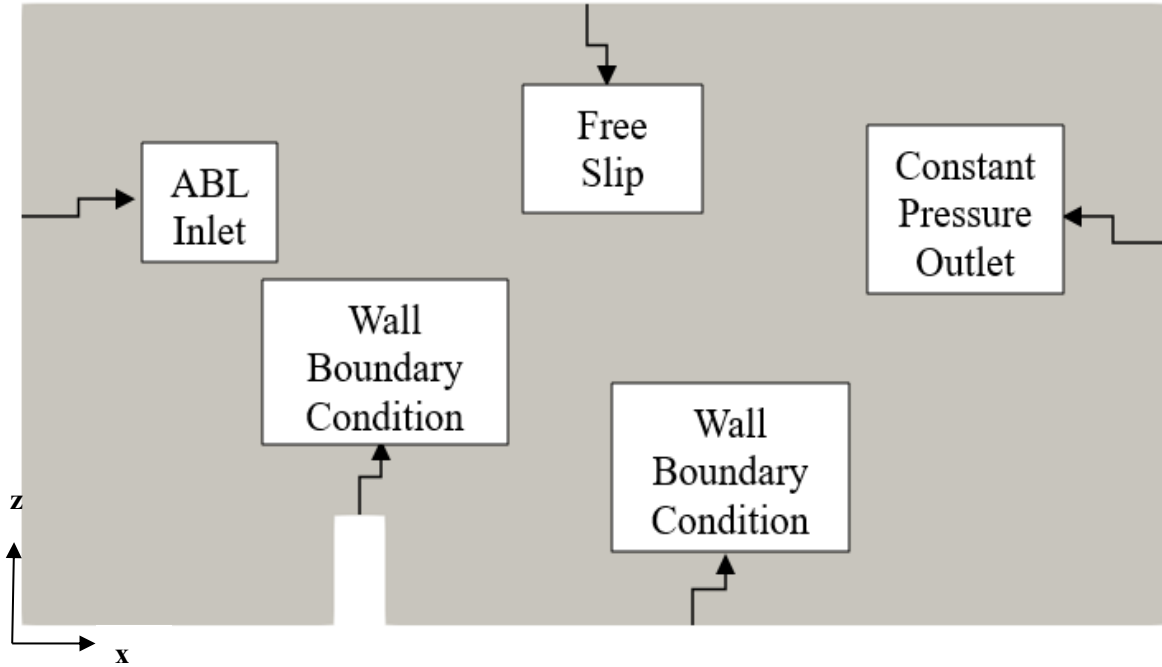 Free
Slip
Constant
Pressure
Outlet
ABL
Inlet
Wall
Boundary
Condition
Wall
Boundary
Condition
z
x